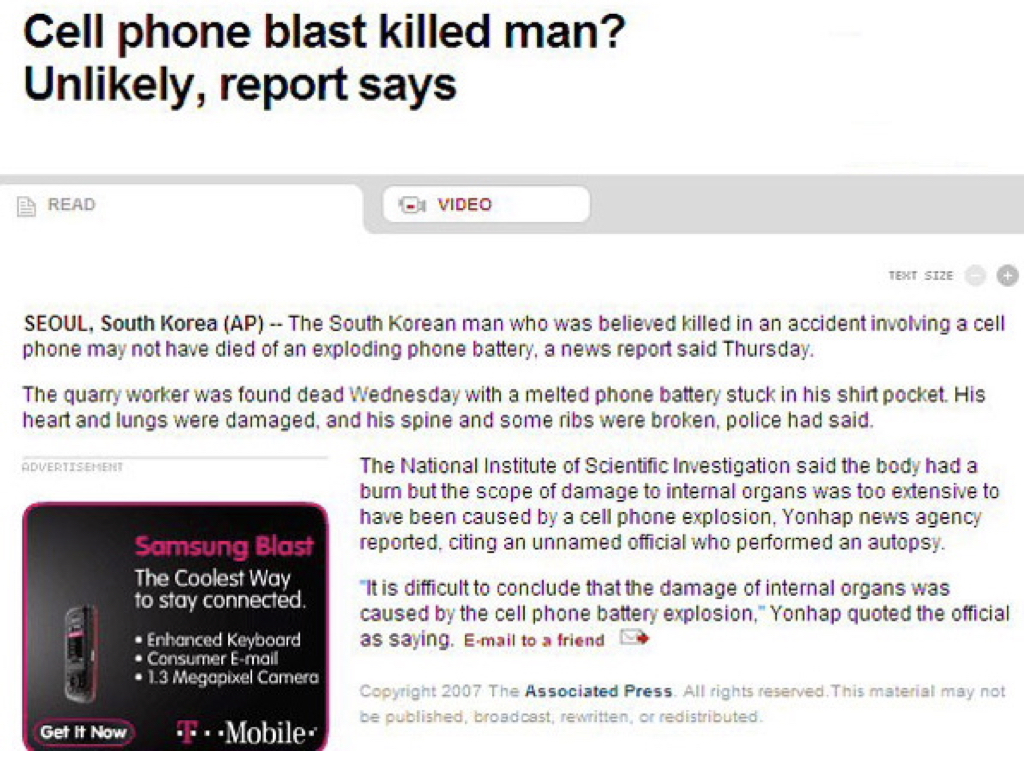 Cell phone blast killed man?
Unlikely, report says
READ
VIDEO
TEXT SIZE
SEOUL, South Korea (AP) -- The South Korean man who was believed killed in an accident involving a cell
phone may not have died of an exploding phone battery, a news report said Thursday.
The quarry worker was found dead Wednesday with a melted phone battery stuck in his shirt pocket. His
heart and lungs were damaged, and his spine and some ribs were broken, police had said.
ADVERTISEMENT
Samsung Blast
The Coolest Way
to stay connected.
• Enhanced Keyboard
• Consumer E-mail
• 1.3 Megapixel Camera
Get It Now
T··Mobile·
The National Institute of Scientific Investigation said the body had a
burn but the scope of damage to internal organs was too extensive to
have been caused by a cell phone explosion, Yonhap news agency
reported, citing an unnamed official who performed an autopsy.
"It is difficult to conclude that the damage of internal organs was
caused by the cell phone battery explosion," Yonhap quoted the official
as saying. E-mail to a friend
Copyright 2007 The Associated Press. All rights reserved.This material may not
be published, broadcast, rewritten, or redistributed.